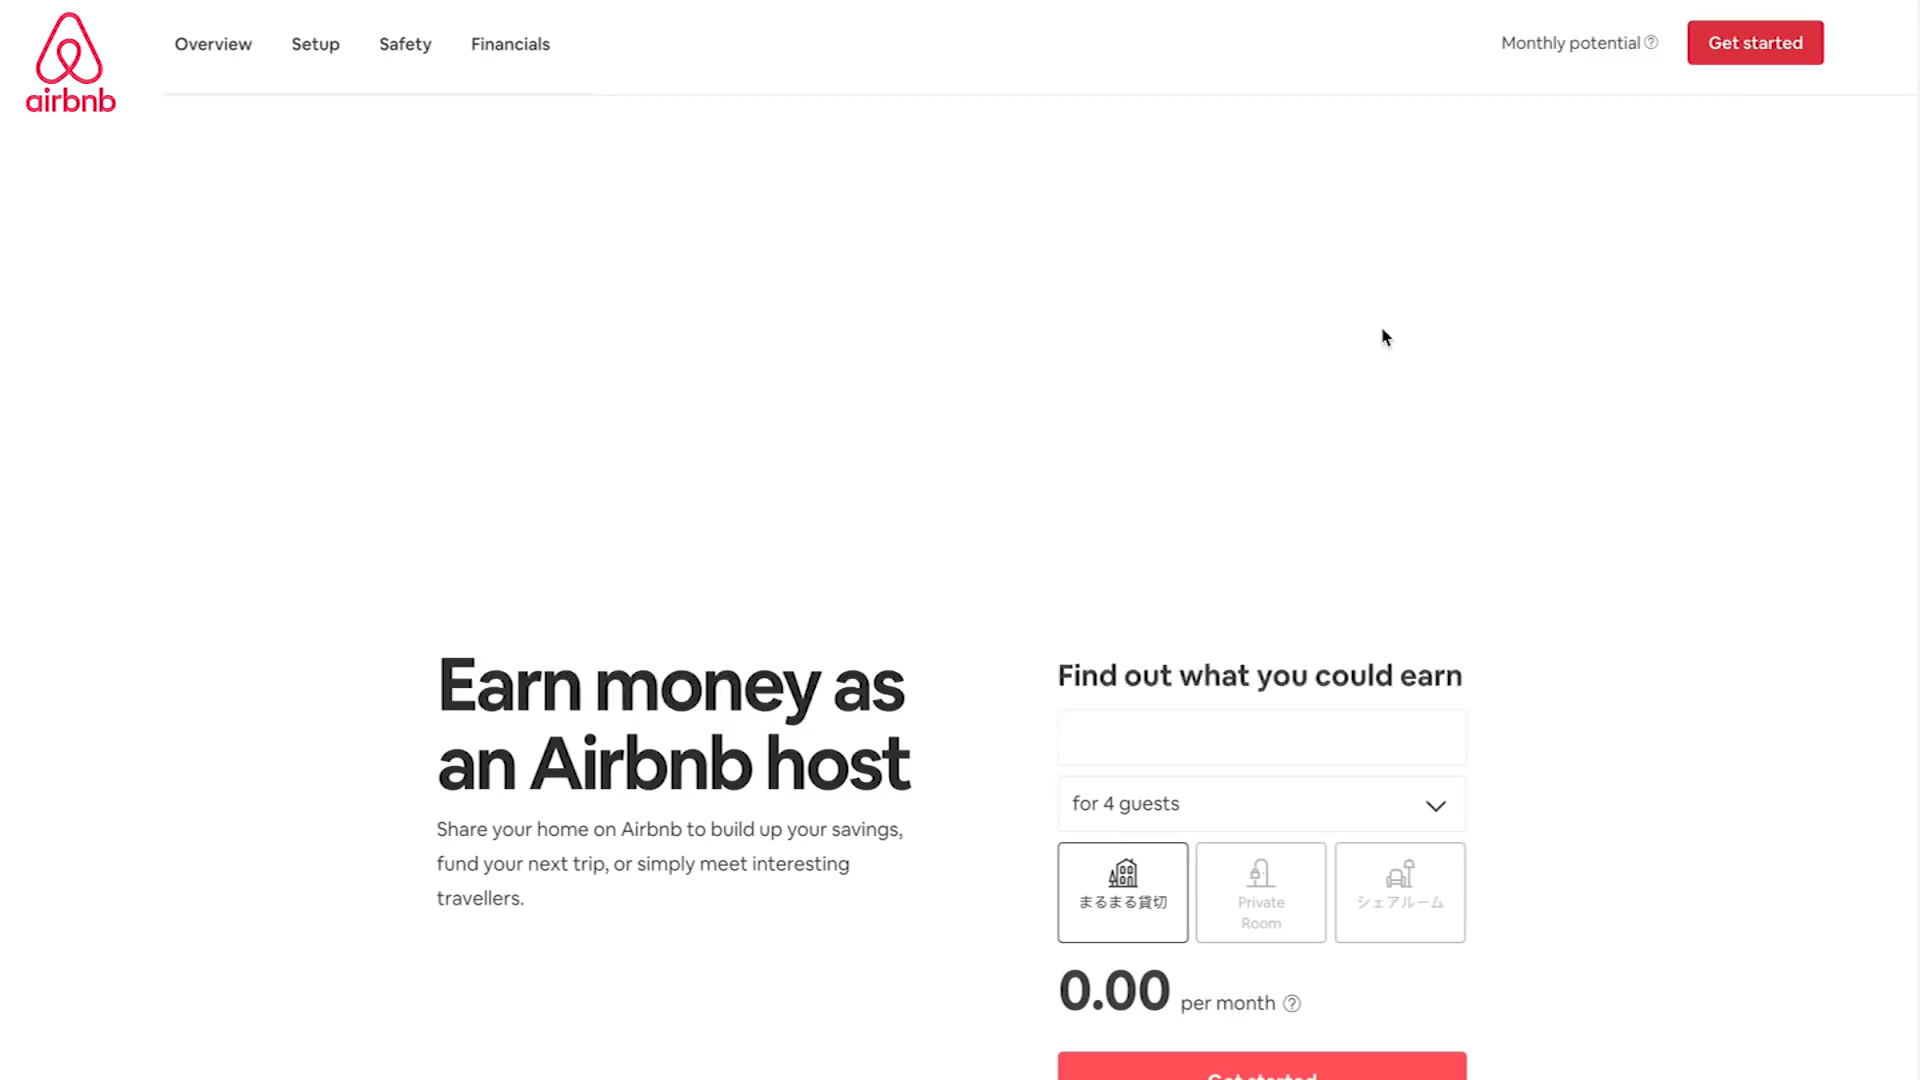 airbnb
Overview
Setup
Safety
Financials
Monthly potential
Get started
Earn money as
an Airbnb host
Share your home on Airbnb to build up your savings,
fund your next trip, or simply meet interesting
travellers.
Find out what you could earn
for 4 guests
まるまる貸切
Private
Room
シェアルーム
0.00 per month
Get started